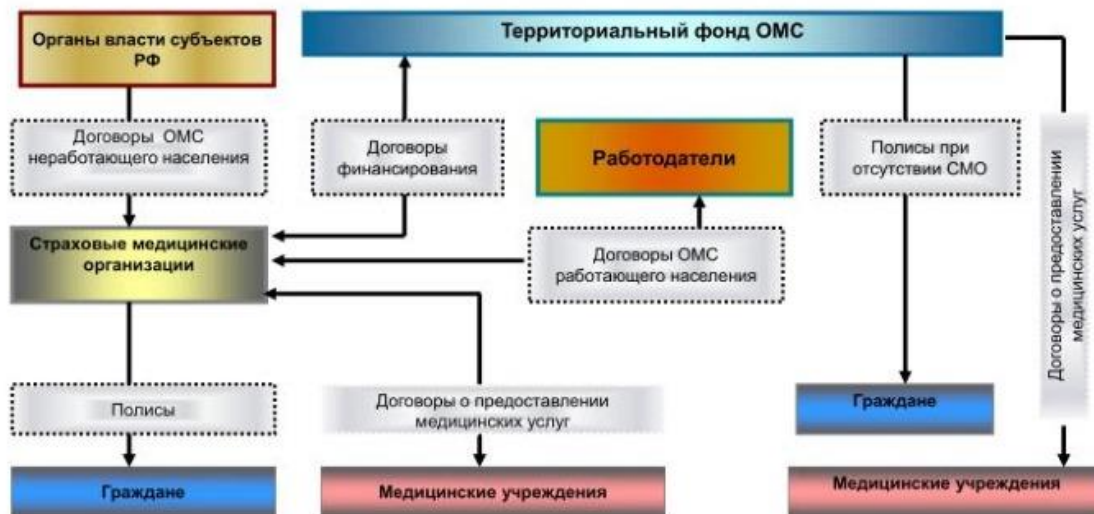 Органы власти субъектов
РФ
Территориальный фонд ОМС
Договоры ОМС
неработающего населения
Договоры
финансирования
Работодатели
Полисы при
отсутствии СМО
Договоры о предоставлении
медицинских услуг
Страховые медицинские
организации
Договоры ОМС
работающего населения
Полисы
Договоры о предоставлении
медицинских услуг
Граждане
Граждане
Медицинские учреждения
Медицинские учреждения